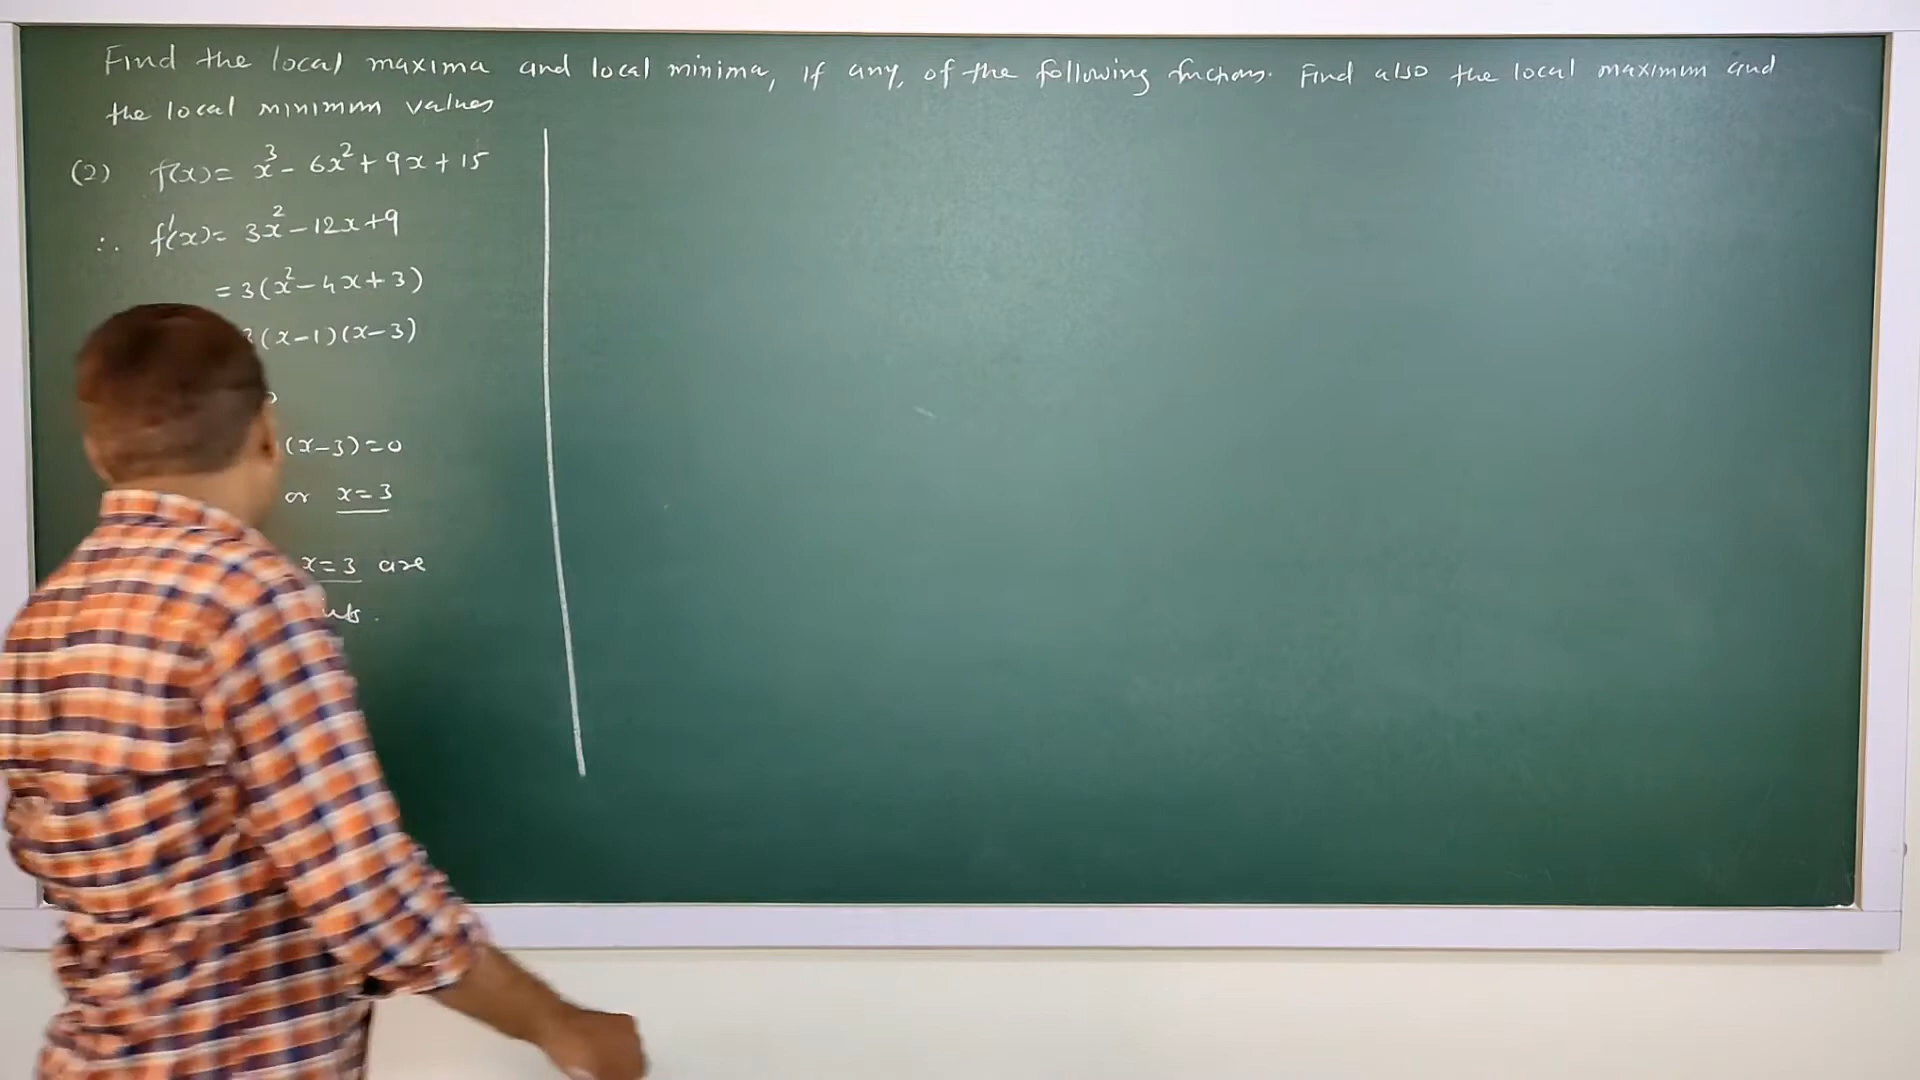 Find the local maxima and local minima, if any, of the following functions. Find also the local maximum and
the local minimum values
(2) f(x) = x³ - 6x² + 9x + 15
∴ f'(x) = 3x² - 12x + 9
= 3(x² - 4x + 3)
3(x-1)(x-3)
(x-3) = 0
or x = 3
x = 3 are